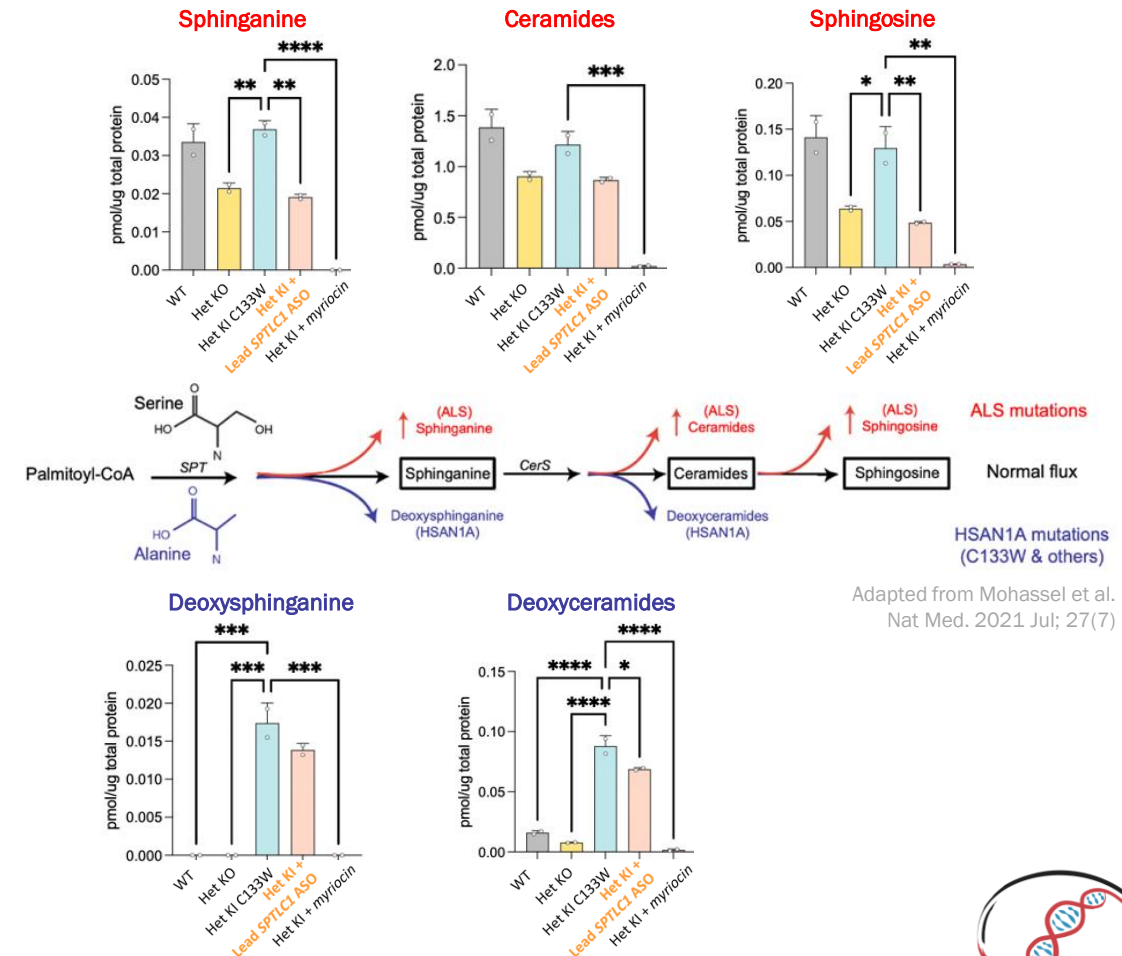 Sphinganine
****
**
**
pmol/ug total protein
0.05
0.04
0.03
0.02
0.01
0.00
WT
Het KO
Het KI C133W
Het KI +
Lead SPTLC1 ASO
Het KI + myriocin
Ceramides
***
pmol/ug total protein
2.0
1.5
1.0
0.5
0.0
WT
Het KO
Het KI C133W
Het KI +
Lead SPTLC1 ASO
Het KI + myriocin
Sphingosine
**
*
**
pmol/ug total protein
0.20
0.15
0.10
0.05
0.00
WT
Het KO
Het KI C133W
Het KI +
Lead SPTLC1 ASO
Het KI + myriocin
Serine
O
HO
OH
N
Palmitoyl-CoA
SPT
O
HO
N
Alanine
(ALS)
Sphinganine
Sphinganine
Deoxysphinganine
(HSAN1A)
CerS
(ALS)
Ceramides
Ceramides
Deoxyceramides
(HSAN1A)
(ALS)
Sphingosine
Sphingosine
ALS mutations
Normal flux
HSAN1A mutations
(C133W & others)
Adapted from Mohassel et al.
Nat Med. 2021 Jul; 27(7)
Deoxysphinganine
***
***
***
pmol/ug total protein
0.025
0.020
0.015
0.010
0.005
0.000
WT
Het KO
Het KI C133W
Het KI +
Lead SPTLC1 ASO
Het KI + myriocin
Deoxyceramides
****
****
*
****
pmol/ug total protein
0.15
0.10
0.05
0.00
WT
Het KO
Het KI C133W
Het KI +
Lead SPTLC1 ASO
Het KI + myriocin